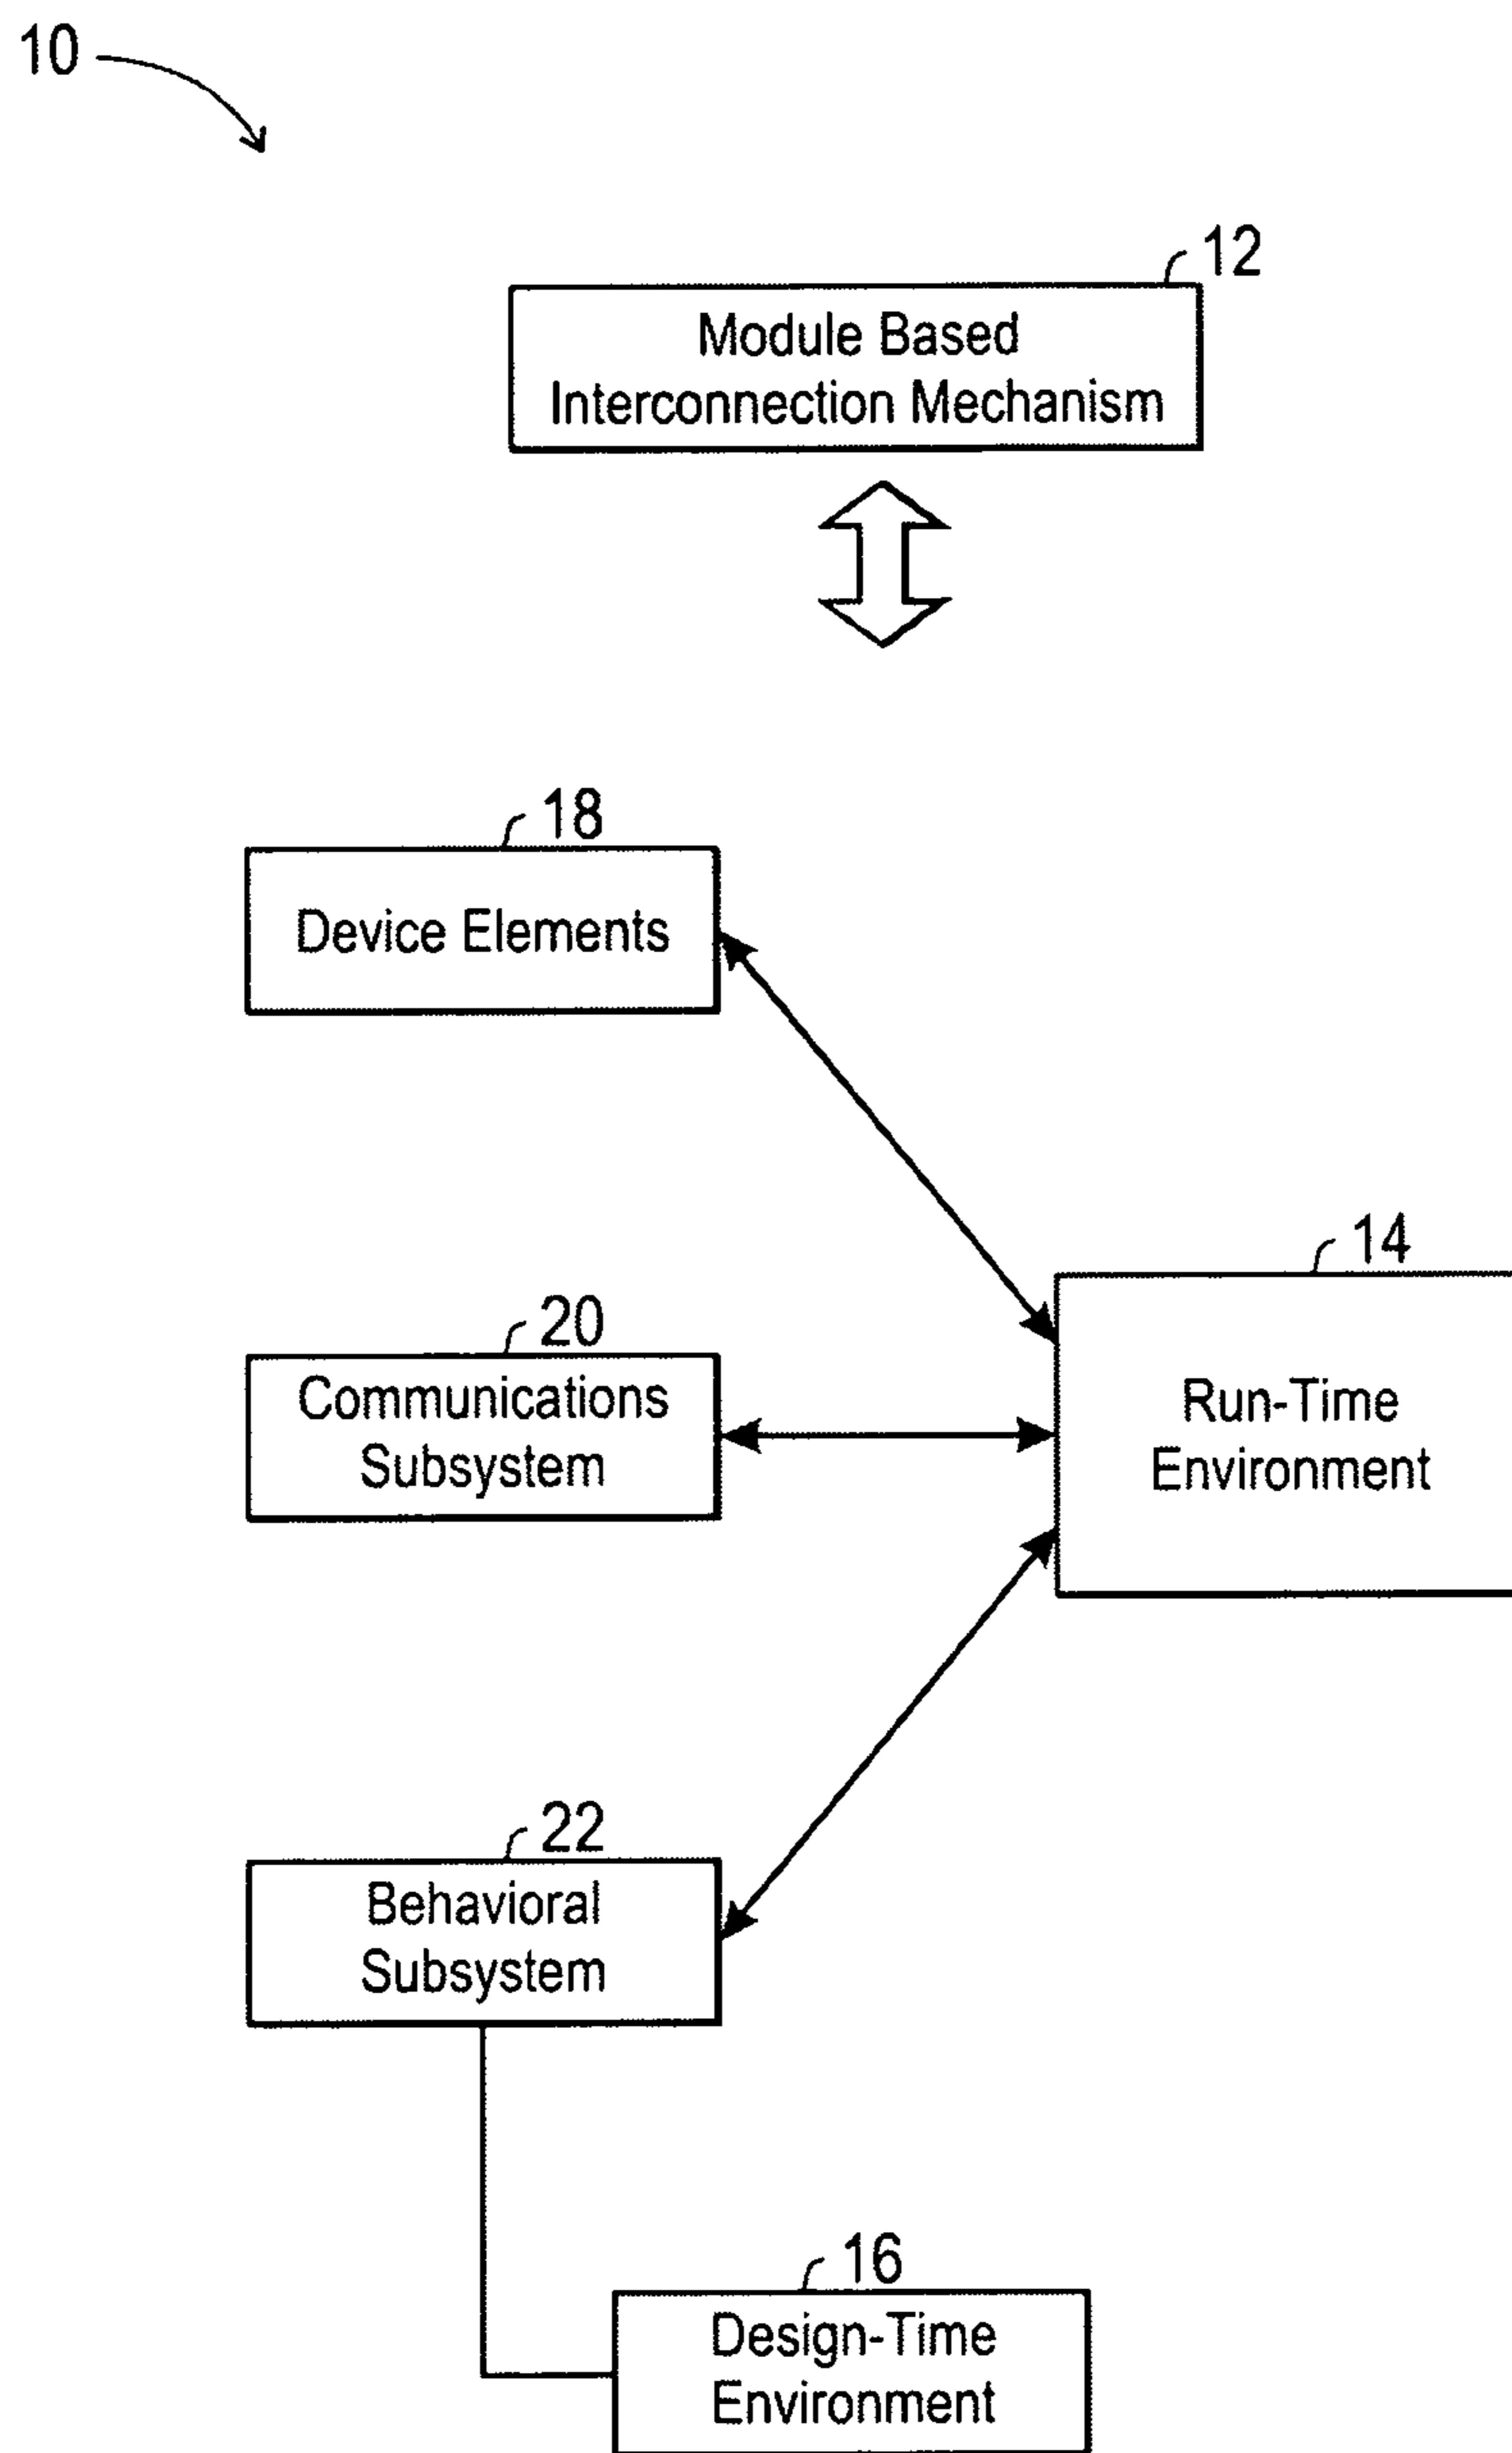 10
12
Module Based
Interconnection Mechanism
18
Device Elements
14
Run-Time
Environment
20
Communications
Subsystem
22
Behavioral
Subsystem
16
Design-Time
Environment